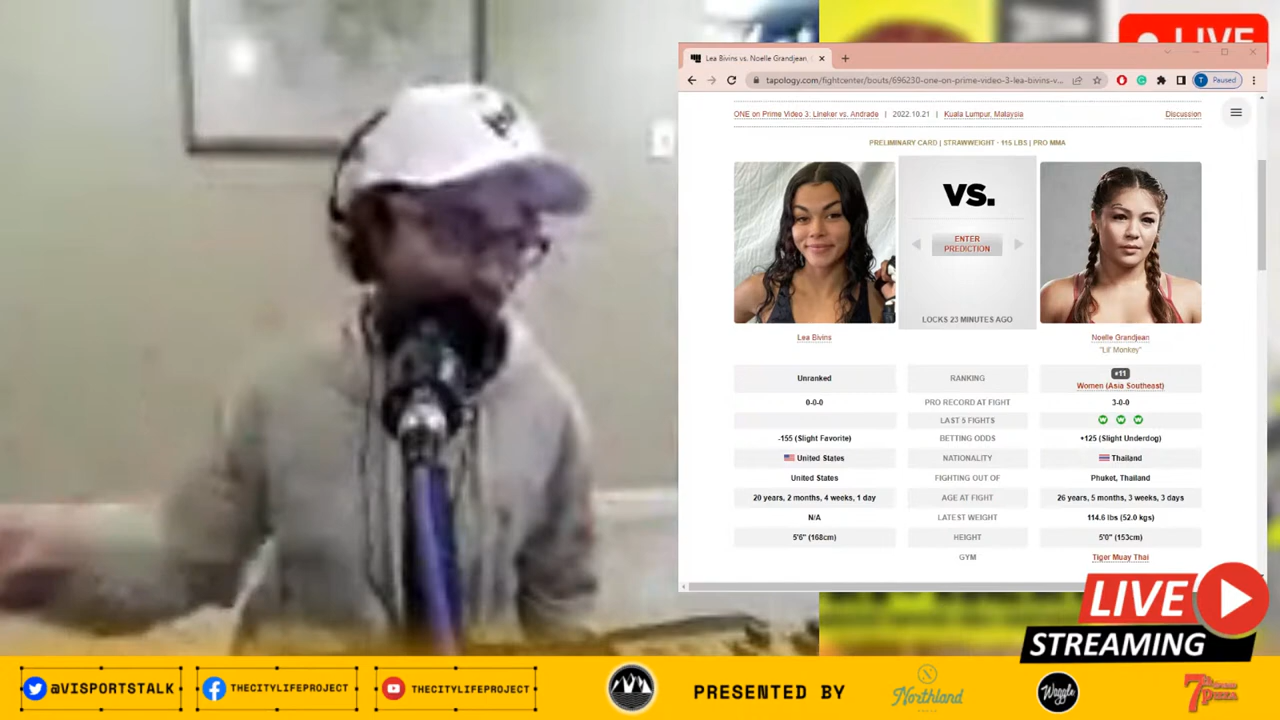 LIVE
Lea Bivins vs. Noelle Grandjean,
tapology.com/fightcenter/bouts/696230-one-on-prime-video-3-lea-bivins-v...
Paused
ONE on Prime Video 3: Lineker vs. Andrade | 2022.10.21 | Kuala Lumpur, Malaysia
Discussion
PRELIMINARY CARD | STRAWWEIGHT · 115 LBS | PRO MMA
VS.
ENTER
PREDICTION
LOCKS 23 MINUTES AGO
Lea Bivins
Noelle Grandjean
"Lil' Monkey"
Unranked RANKING #11
Women (Asia Southeast)
0-0-0 PRO RECORD AT FIGHT 3-0-0
LAST 5 FIGHTS W W W
-155 (Slight Favorite) BETTING ODDS +125 (Slight Underdog)
United States NATIONALITY Thailand
United States FIGHTING OUT OF Phuket, Thailand
20 years, 2 months, 4 weeks, 1 day AGE AT FIGHT 26 years, 5 months, 3 weeks, 3 days
N/A LATEST WEIGHT 114.6 lbs (52.0 kgs)
5'6" (168cm) HEIGHT 5'0" (153cm)
GYM Tiger Muay Thai
LIVE
STREAMING
@VISPORTSTALK
THECITYLIFEPROJECT
THECITYLIFEPROJECT
PRESENTED BY
Northland
Waggle